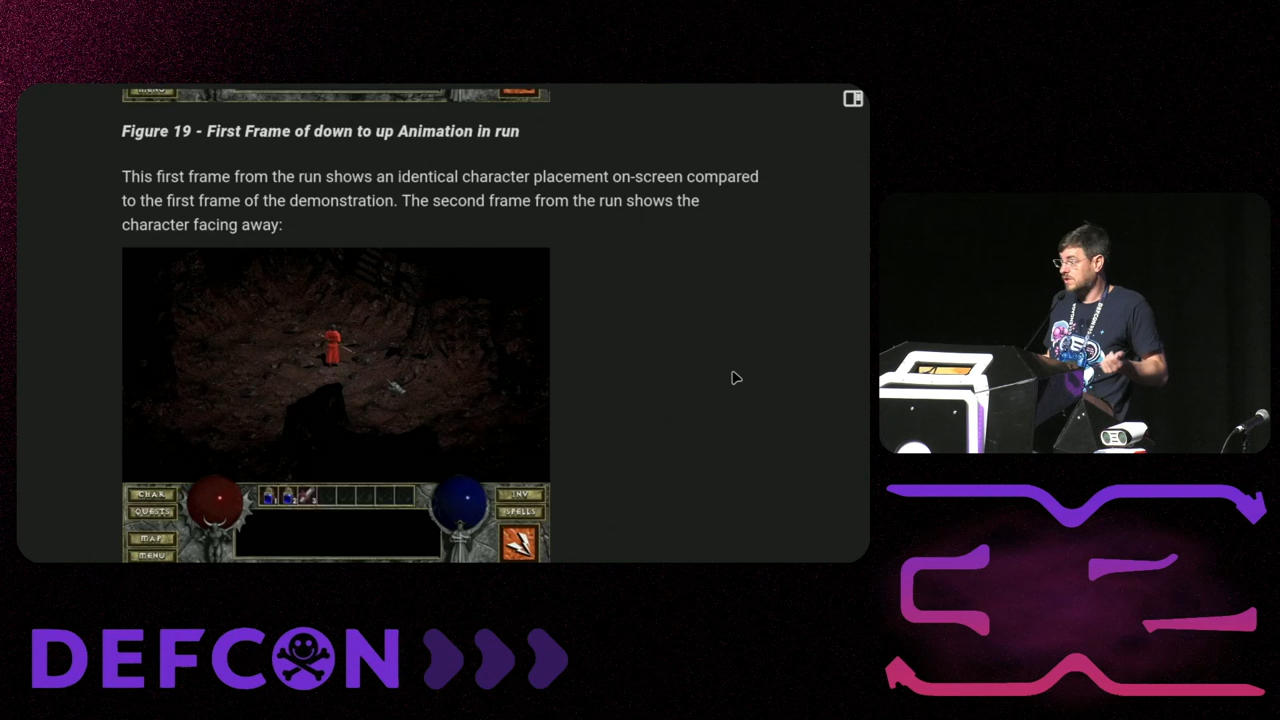 MENU
Figure 19 - First Frame of down to up Animation in run
This first frame from the run shows an identical character placement on-screen compared
to the first frame of the demonstration. The second frame from the run shows the
character facing away:
CHAR
QUESTS
MAP
MENU
INV
SPELLS
DEFCON